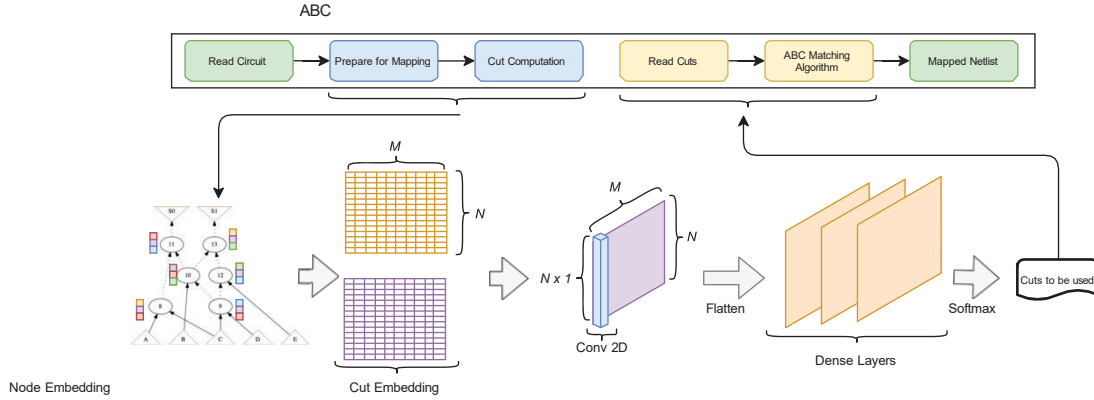 ABC
Read Circuit
Prepare for Mapping
Cut Computation
Read Cuts
ABC Matching
Algorithm
Mapped Netlist
M
N
S0
S1
11
13
10
12
8
9
A
B
C
D
E
M
N
N x 1
Conv 2D
Flatten
Dense Layers
Softmax
Cuts to be used
Node Embedding
Cut Embedding